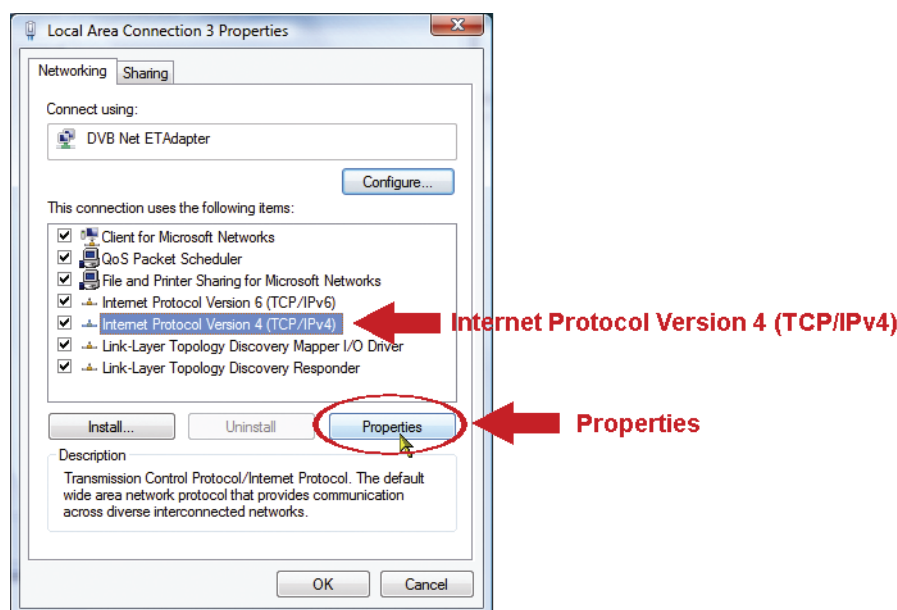 Local Area Connection 3 Properties
Networking
Sharing
Connect using:
DVB Net ETAdapter
Configure...
This connection uses the following items:
Client for Microsoft Networks
QoS Packet Scheduler
File and Printer Sharing for Microsoft Networks
Internet Protocol Version 6 (TCP/IPv6)
Internet Protocol Version 4 (TCP/IPv4)
Internet Protocol Version 4 (TCP/IPv4)
Link-Layer Topology Discovery Mapper I/O Driver
Link-Layer Topology Discovery Responder
Install...
Uninstall
Properties
Properties
Description
Transmission Control Protocol/Internet Protocol. The default
wide area network protocol that provides communication
across diverse interconnected networks.
OK
Cancel